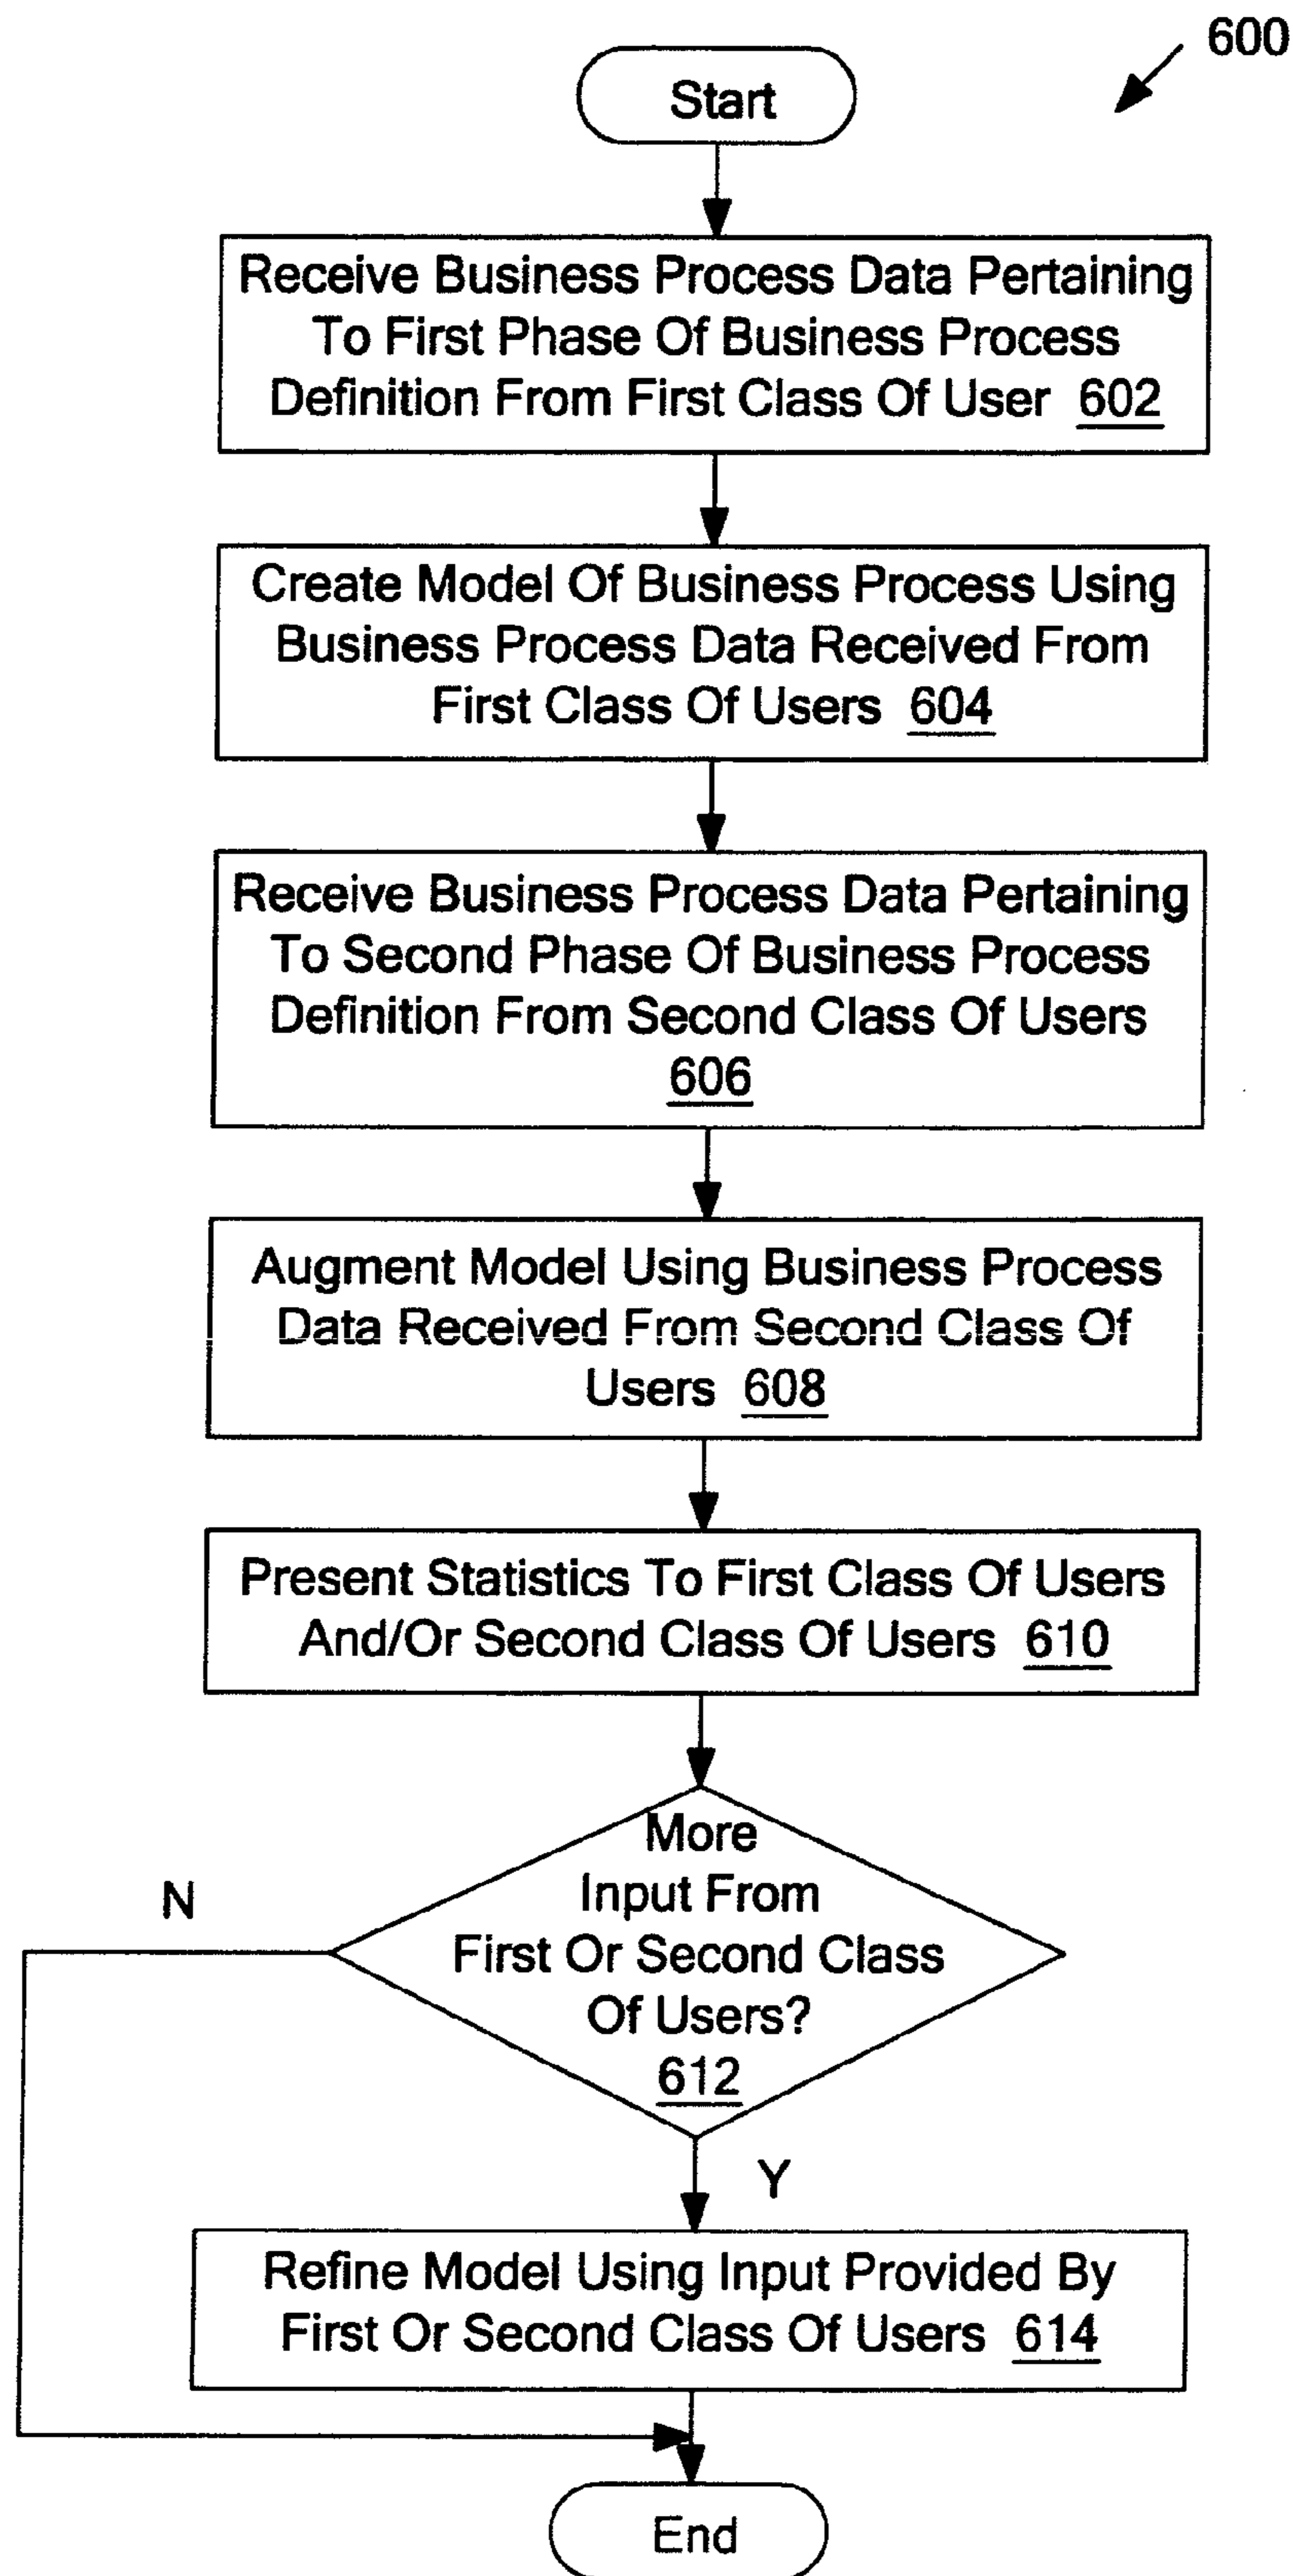 600
Start
Receive Business Process Data Pertaining
To First Phase Of Business Process
Definition From First Class Of User 602
Create Model Of Business Process Using
Business Process Data Received From
First Class Of Users 604
Receive Business Process Data Pertaining
To Second Phase Of Business Process
Definition From Second Class Of Users
606
Augment Model Using Business Process
Data Received From Second Class Of
Users 608
Present Statistics To First Class Of Users
And/Or Second Class Of Users 610
More
Input From
First Or Second Class
Of Users?
612
N
Y
Refine Model Using Input Provided By
First Or Second Class Of Users 614
End